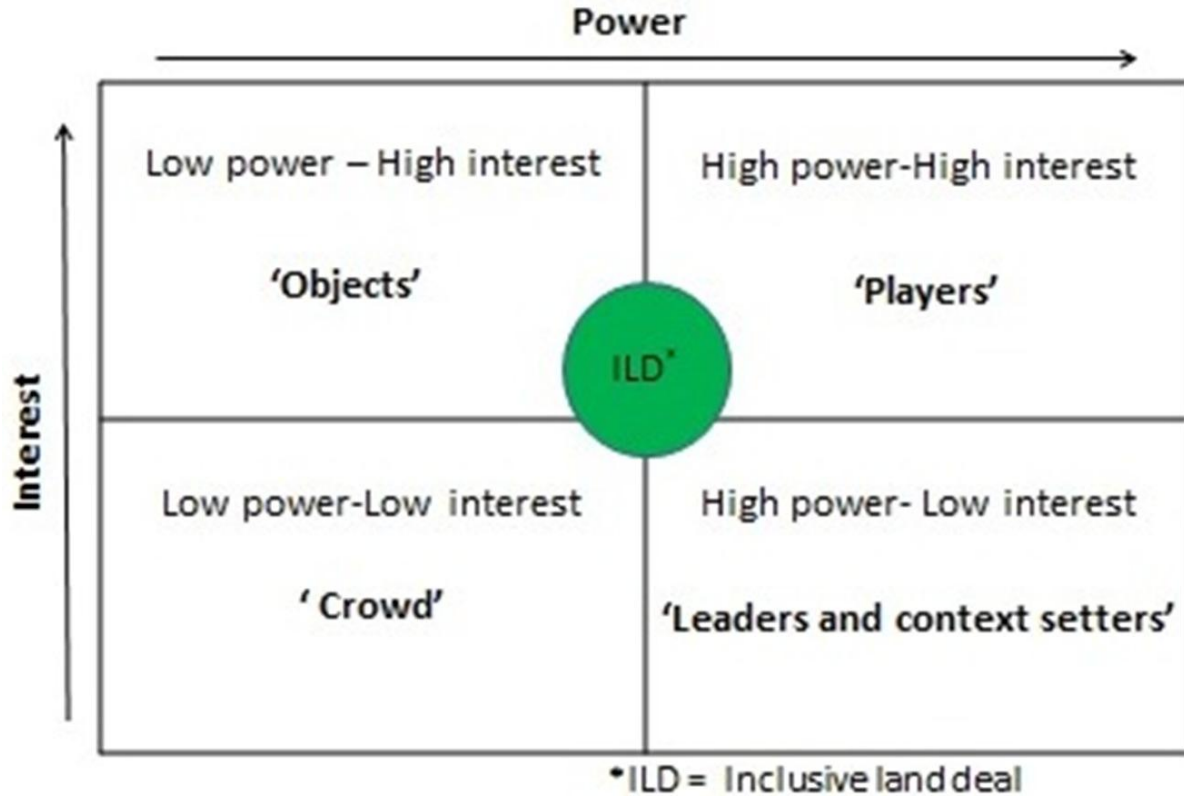 Power
Low power – High interest
High power-High interest
‘Objects’
‘Players’
ILD*
Interest
Low power-Low interest
High power- Low interest
‘ Crowd’
‘Leaders and context setters’
*ILD = Inclusive land deal